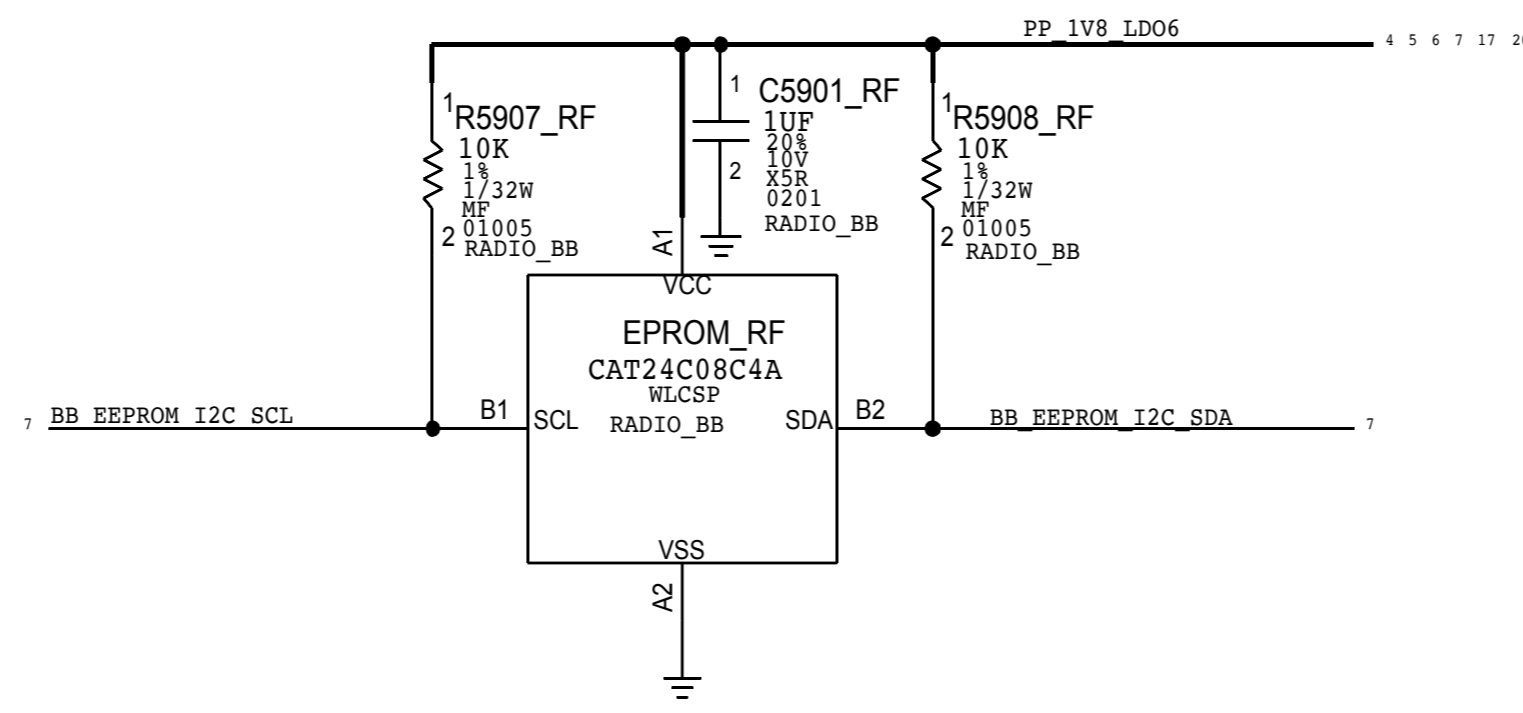 PP_1V8_LDO6
4 5 6 7 17
1
R5907_RF
10K
1%
1/32W
MF
01005
2
RADIO_BB
1
C5901_RF
1UF
20%
10V
2
X5R
0201
RADIO_BB
1
R5908_RF
10K
1%
1/32W
MF
01005
2
RADIO_BB
A1
VCC
EPROM_RF
CAT24C08C4A
WLCSP
RADIO_BB
7 BB_EEPROM_I2C_SCL
B1
SCL
SDA
B2
BB_EEPROM_I2C_SDA 7
VSS
A2